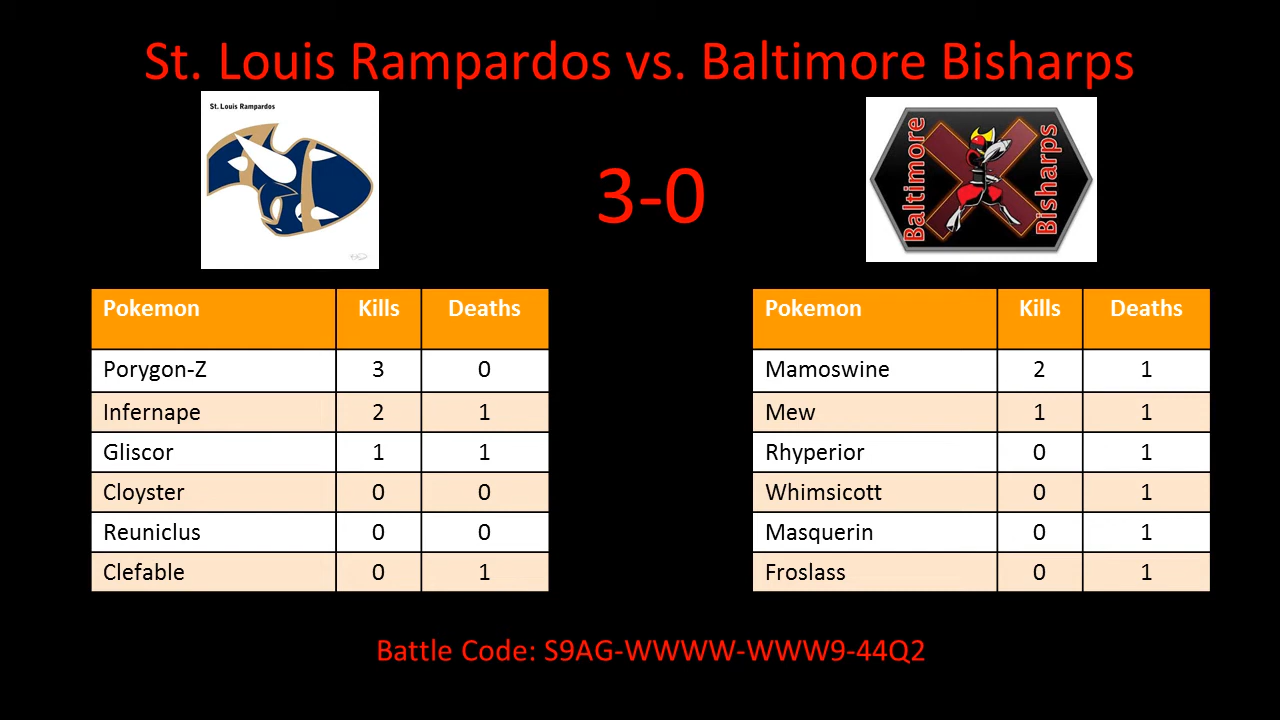 St. Louis Rampardos vs. Baltimore Bisharps
St. Louis Rampardos
Baltimore
Bisharps
3-0
Pokemon Kills Deaths
Porygon-Z 3 0
Infernape 2 1
Gliscor 1 1
Cloyster 0 0
Reuniclus 0 0
Clefable 0 1
Pokemon Kills Deaths
Mamoswine 2 1
Mew 1 1
Rhyperior 0 1
Whimsicott 0 1
Masquerin 0 1
Froslass 0 1
Battle Code: S9AG-WWWW-WWW9-44Q2